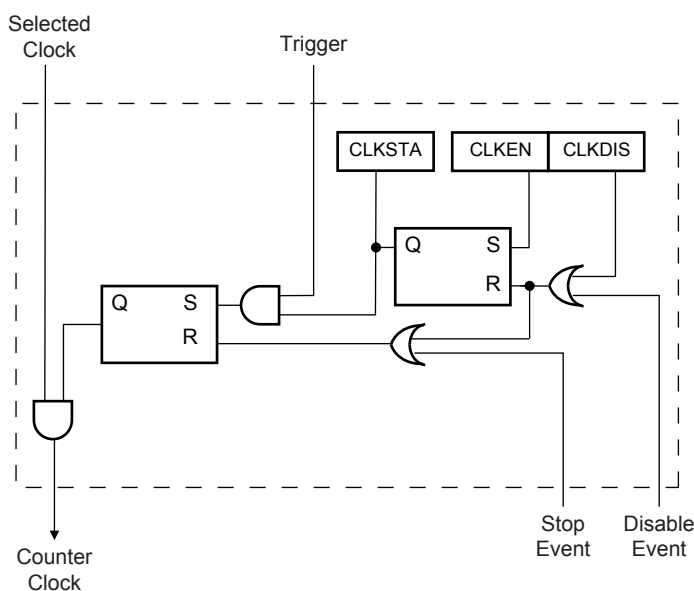 Selected
Clock
Trigger
CLKSTA
CLKEN
CLKDIS
Q
S
R
Q
S
R
Stop
Event
Disable
Event
Counter
Clock